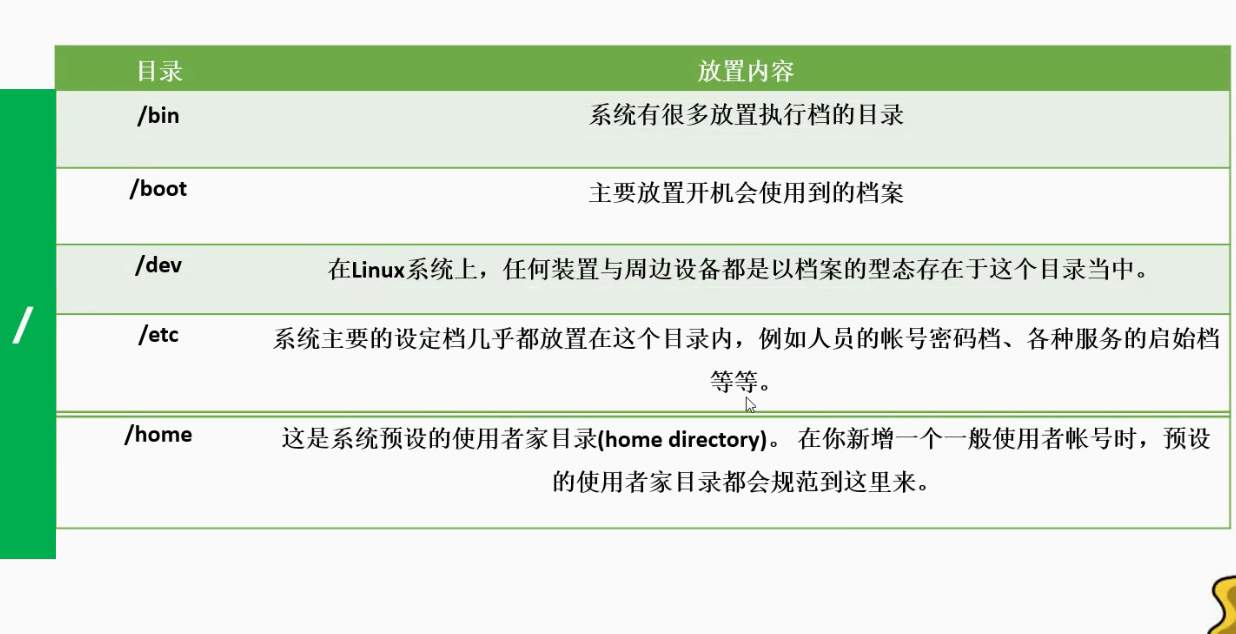 目录 放置内容
/bin 系统有很多放置执行档的目录
/boot 主要放置开机会使用到的档案
/dev 在Linux系统上，任何装置与周边设备都是以档案的型态存在于这个目录当中。
/
/etc 系统主要的设定档几乎都放置在这个目录内，例如人员的帐号密码档、各种服务的启始档
等等。
/home 这是系统预设的使用者家目录(home directory)。 在你新增一个一般使用者帐号时，预设
的使用者家目录都会规范到这里来。